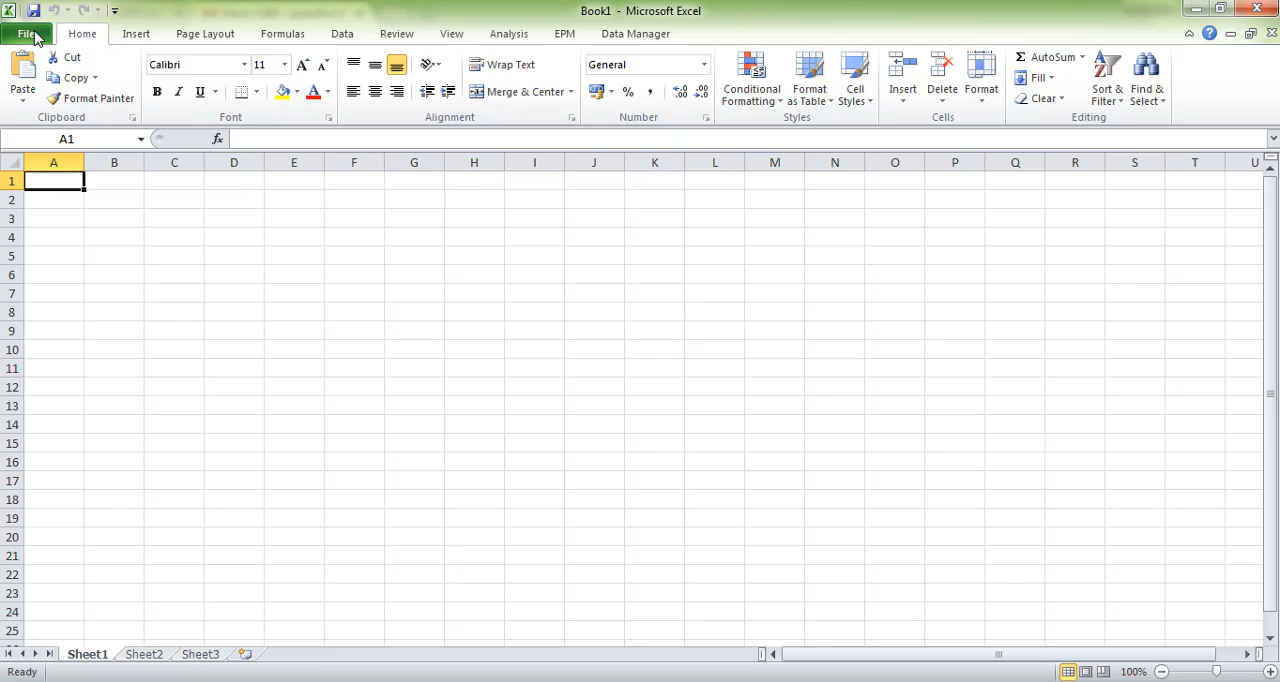 Book1 - Microsoft Excel
File Home Insert Page Layout Formulas Data Review View Analysis EPM Data Manager
Paste
Cut
Copy
Format Painter
Clipboard
Calibri 11
B I U
Font
Wrap Text
Merge & Center
Alignment
General
% ,
Number
Conditional Formatting
Format as Table
Cell Styles
Styles
Insert
Delete
Format
Cells
Σ AutoSum
Fill
Clear
Sort & Filter
Find & Select
Editing
A1 fx
A B C D E F G H I J K L M N O P Q R S T U
1
2
3
4
5
6
7
8
9
10
11
12
13
14
15
16
17
18
19
20
21
22
23
24
25
Sheet1 Sheet2 Sheet3
Ready 100%